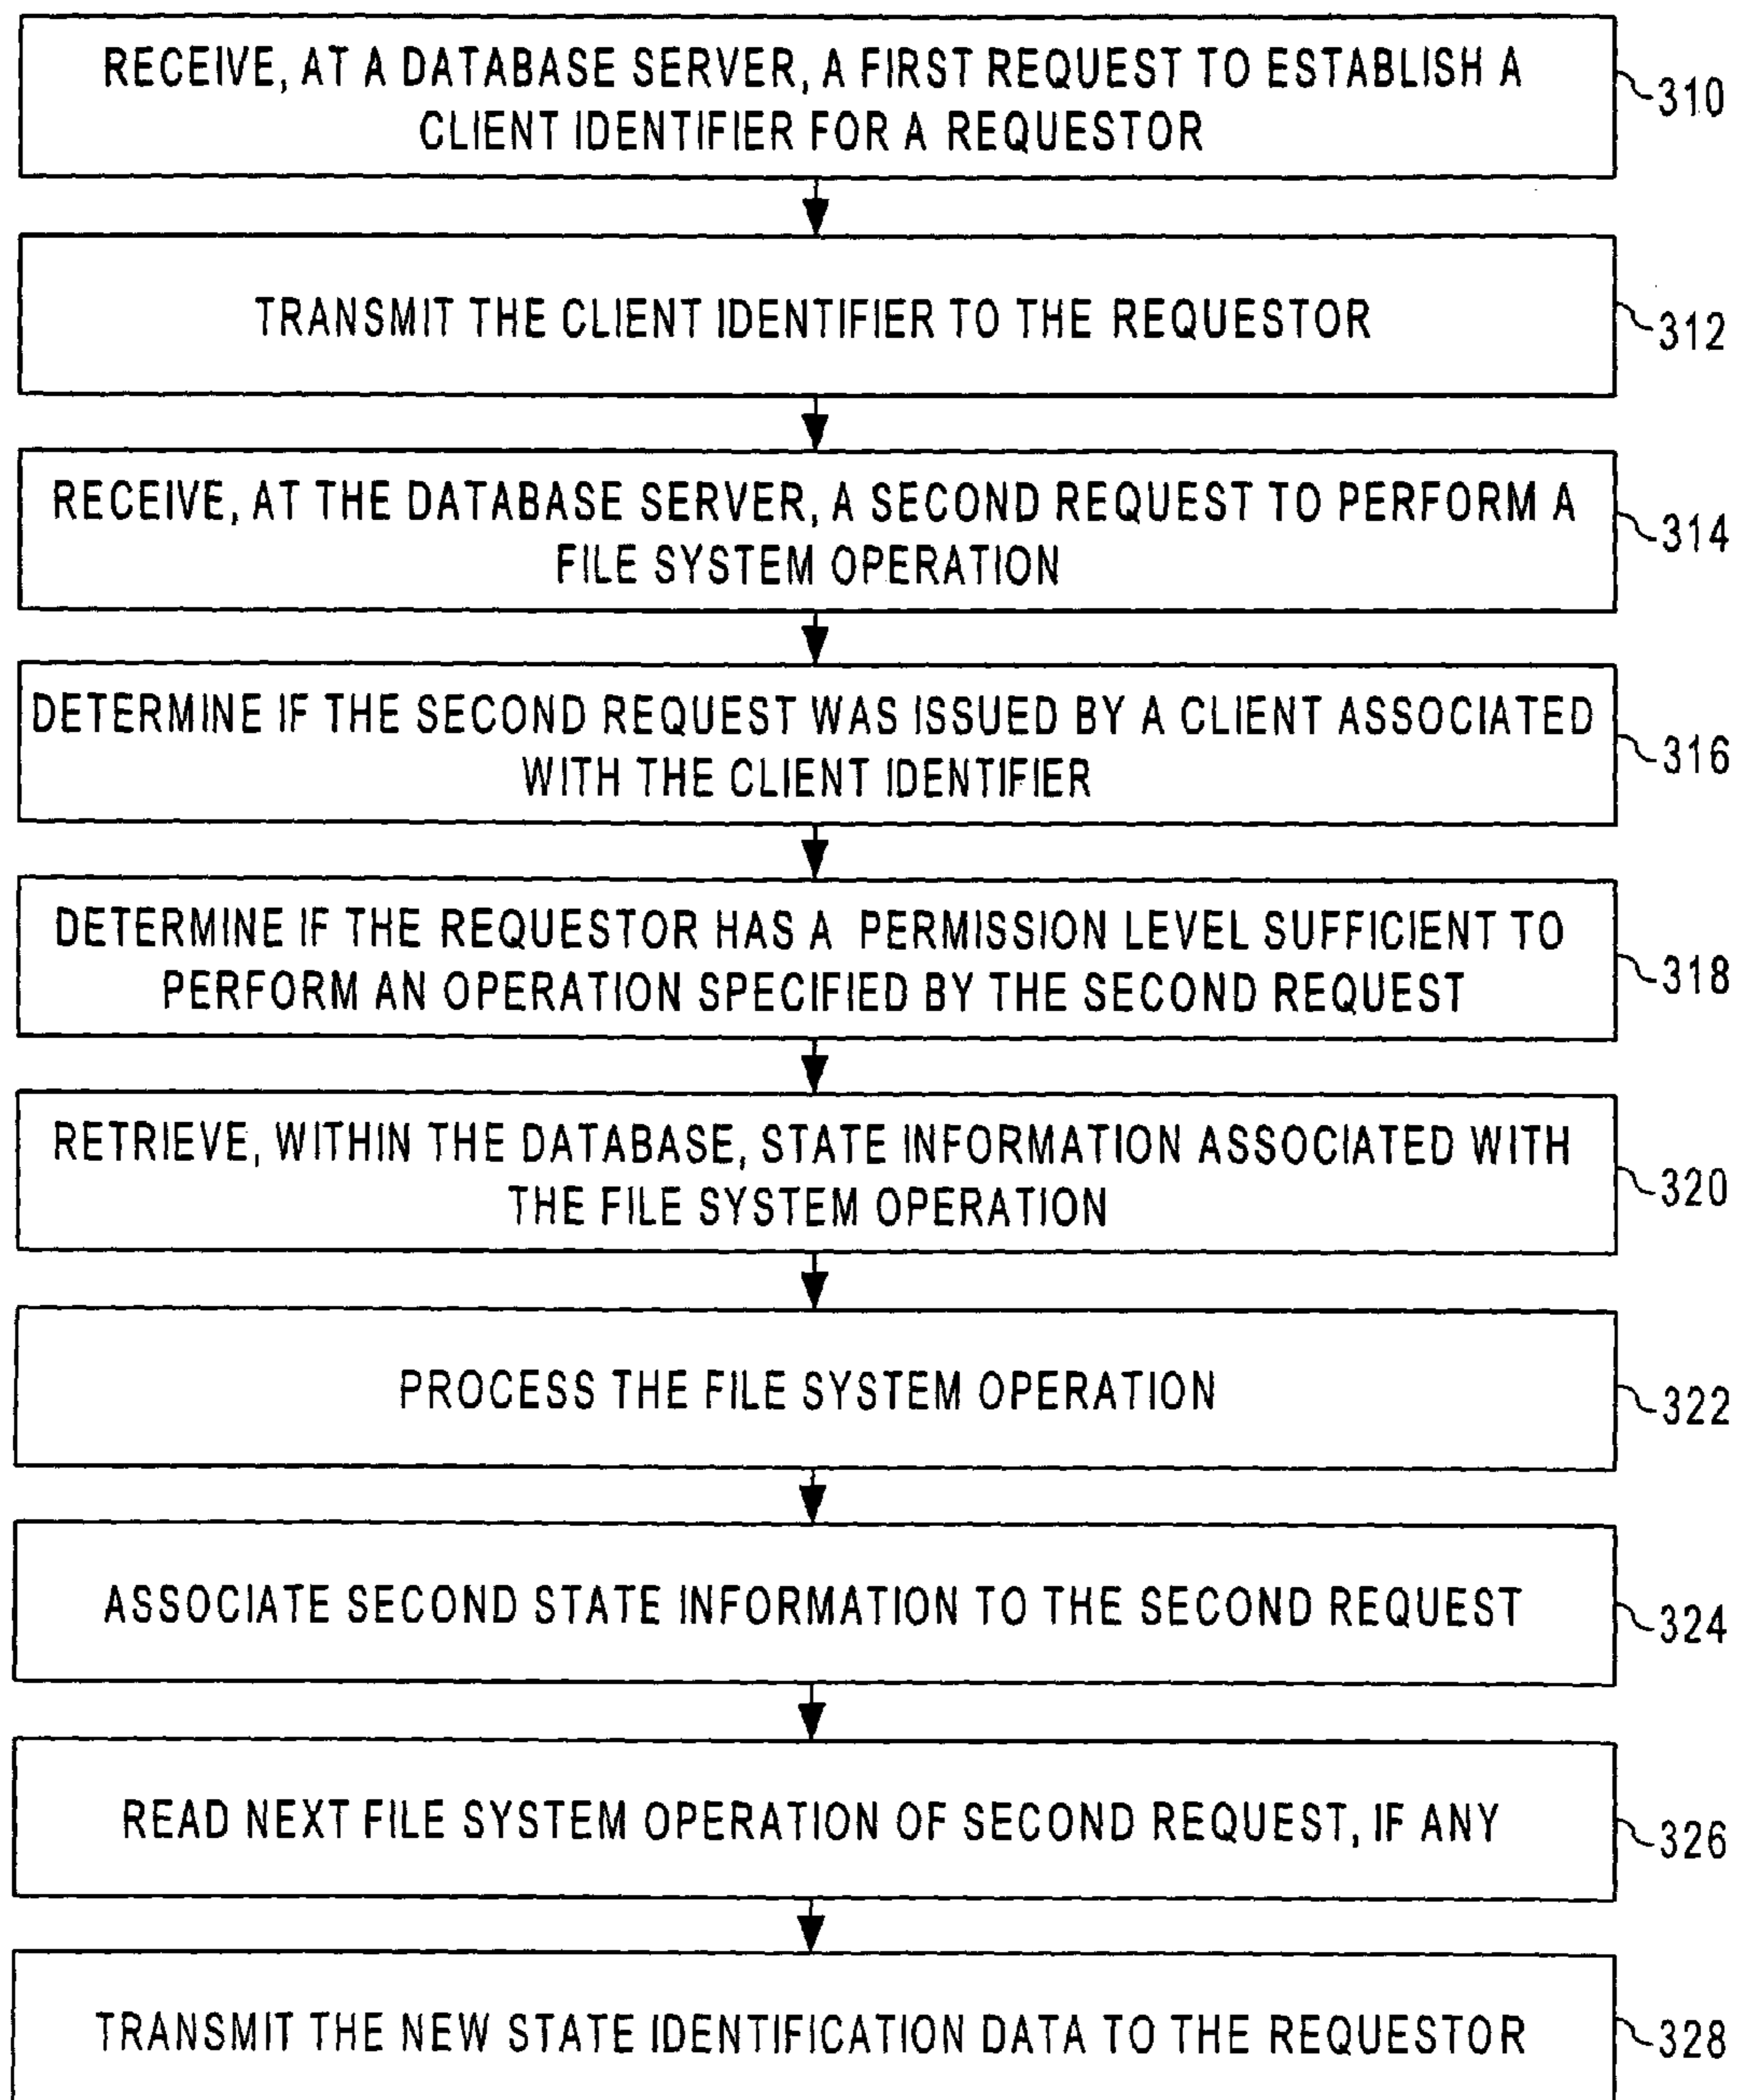 RECEIVE, AT A DATABASE SERVER, A FIRST REQUEST TO ESTABLISH A
CLIENT IDENTIFIER FOR A REQUESTOR
310
TRANSMIT THE CLIENT IDENTIFIER TO THE REQUESTOR
312
RECEIVE, AT THE DATABASE SERVER, A SECOND REQUEST TO PERFORM A
FILE SYSTEM OPERATION
314
DETERMINE IF THE SECOND REQUEST WAS ISSUED BY A CLIENT ASSOCIATED
WITH THE CLIENT IDENTIFIER
316
DETERMINE IF THE REQUESTOR HAS A PERMISSION LEVEL SUFFICIENT TO
PERFORM AN OPERATION SPECIFIED BY THE SECOND REQUEST
318
RETRIEVE, WITHIN THE DATABASE, STATE INFORMATION ASSOCIATED WITH
THE FILE SYSTEM OPERATION
320
PROCESS THE FILE SYSTEM OPERATION
322
ASSOCIATE SECOND STATE INFORMATION TO THE SECOND REQUEST
324
READ NEXT FILE SYSTEM OPERATION OF SECOND REQUEST, IF ANY
326
TRANSMIT THE NEW STATE IDENTIFICATION DATA TO THE REQUESTOR
328